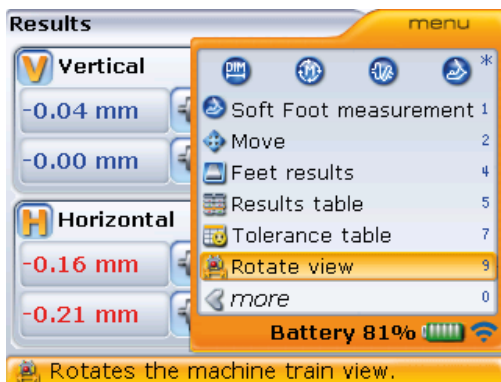 Results
menu
V Vertical
-0.04 mm
-0.00 mm
H Horizontal
-0.16 mm
-0.21 mm
DIM
M
*
Soft Foot measurement 1
Move 2
Feet results 4
Results table 5
Tolerance table 7
Rotate view 9
more 0
Battery 81%
Rotates the machine train view.